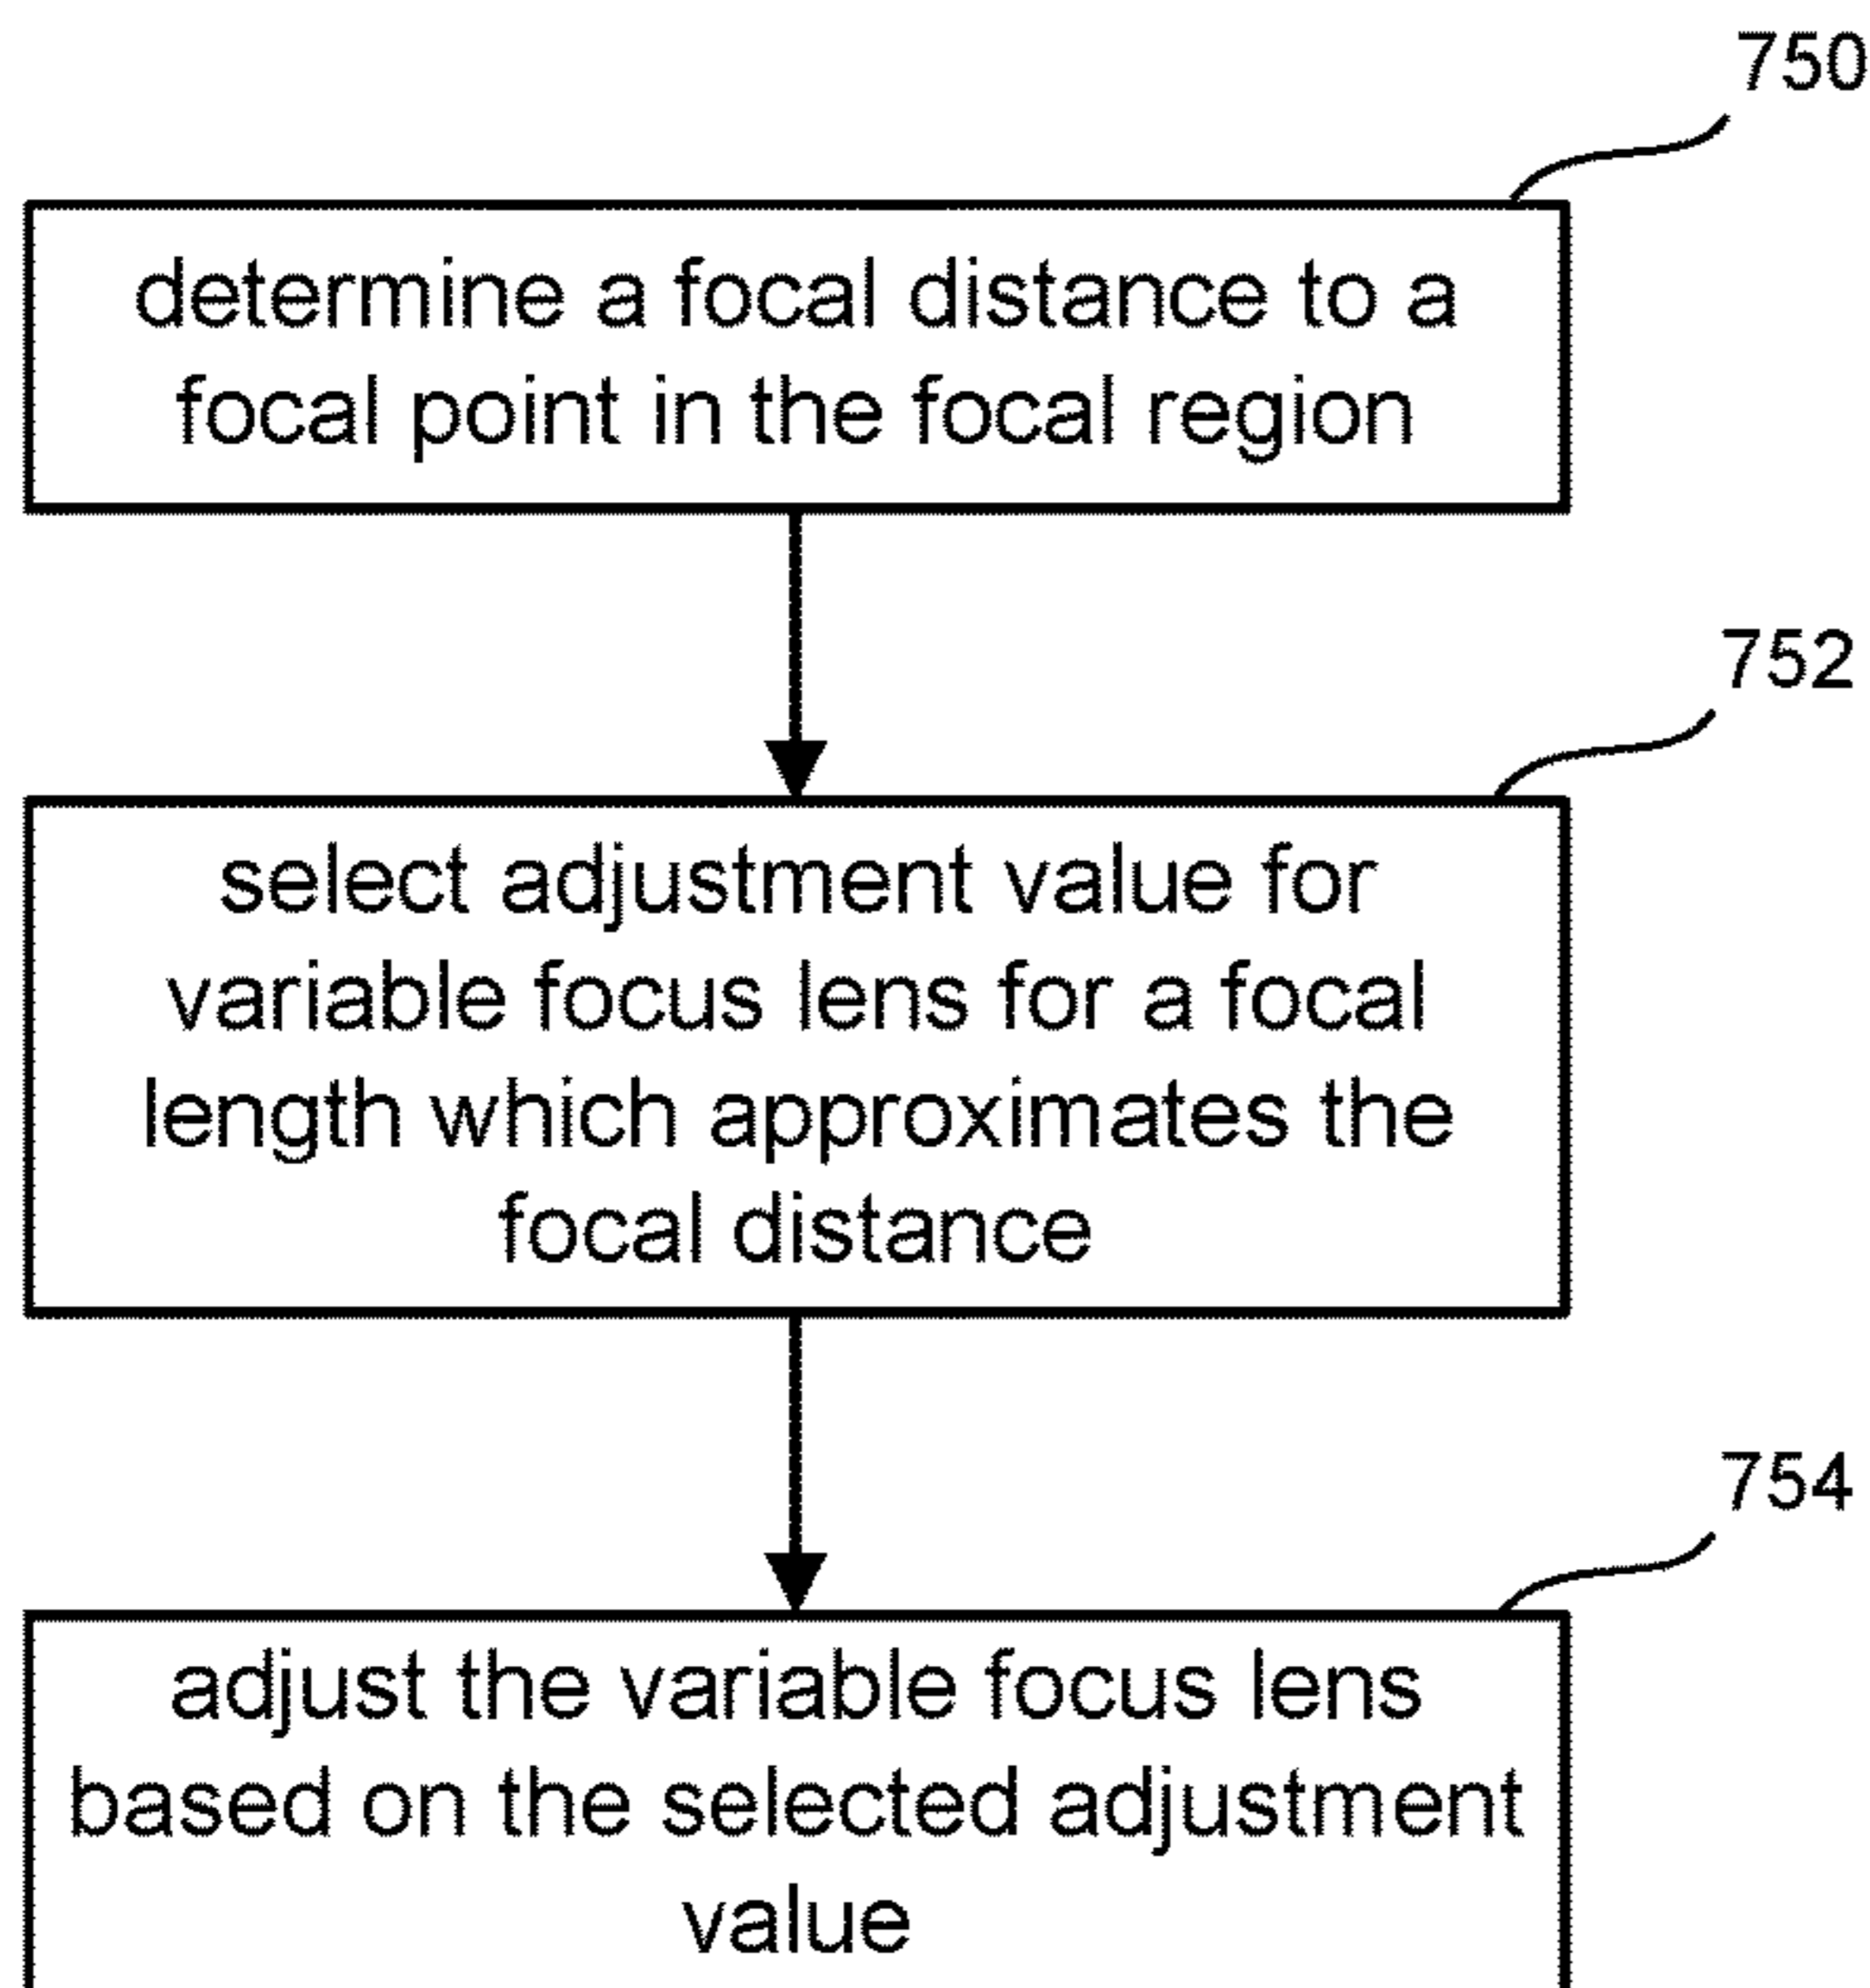 750
determine a focal distance to a
focal point in the focal region
752
select adjustment value for
variable focus lens for a focal
length which approximates the
focal distance
754
adjust the variable focus lens
based on the selected adjustment
value